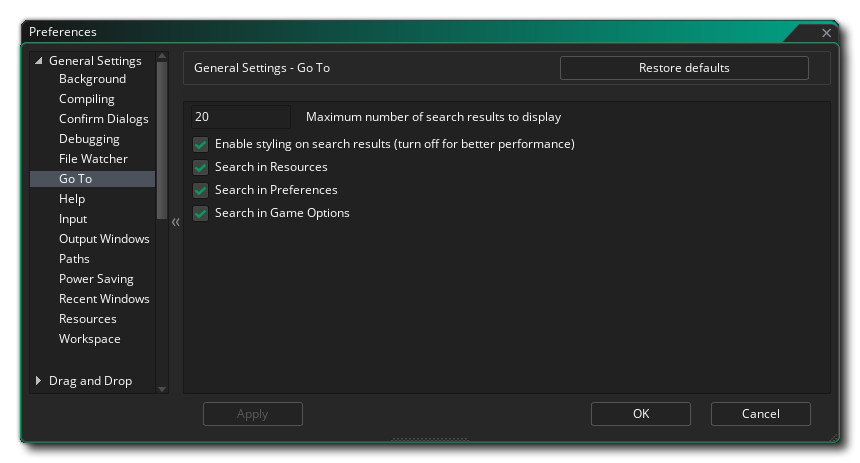 Preferences
General Settings
Background
Compiling
Confirm Dialogs
Debugging
File Watcher
Go To
Help
Input
Output Windows
Paths
Power Saving
Recent Windows
Resources
Workspace
Drag and Drop
General Settings - Go To
Restore defaults
20 Maximum number of search results to display
Enable styling on search results (turn off for better performance)
Search in Resources
Search in Preferences
Search in Game Options
Apply
OK
Cancel